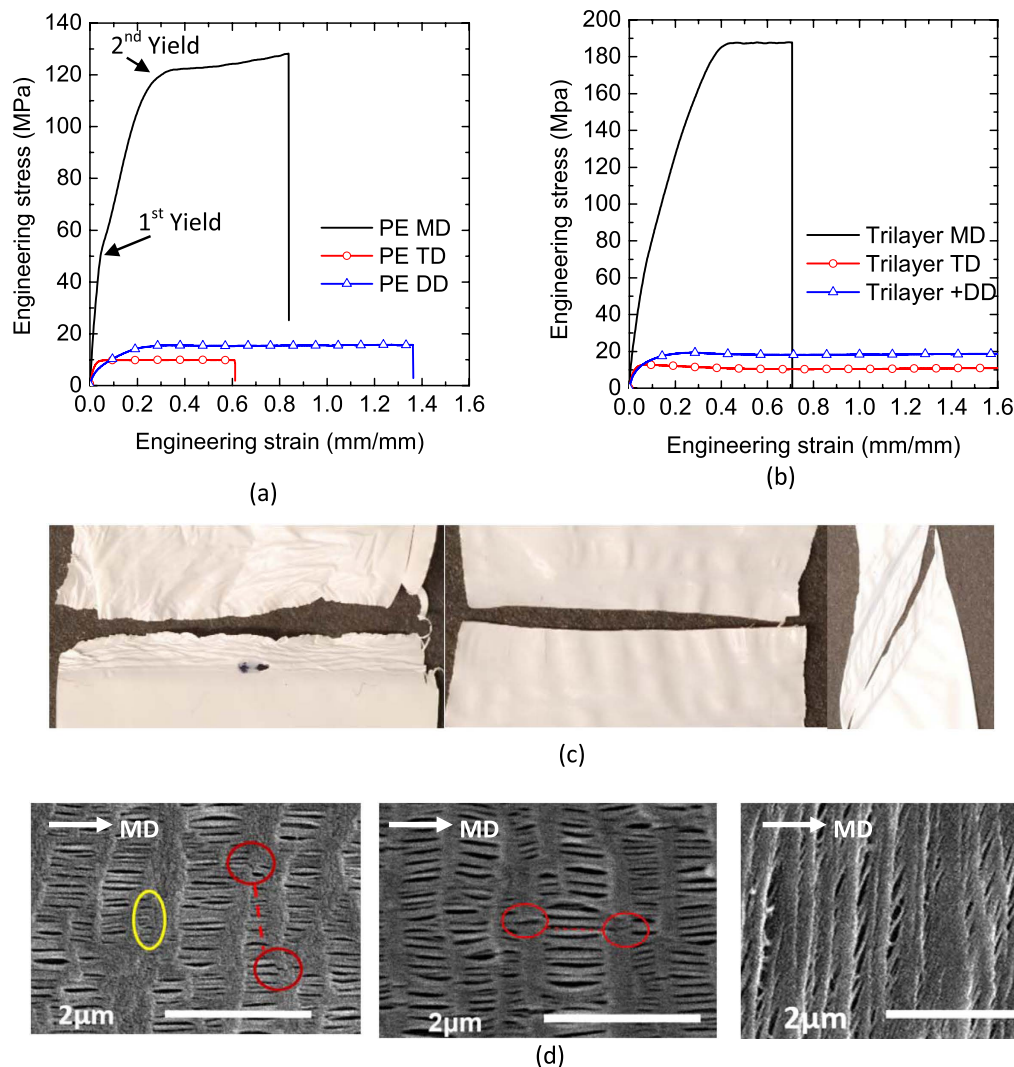 140
120
100
80
60
40
20
0
Engineering stress (MPa)
2nd Yield
1st Yield
PE MD
PE TD
PE DD
0.0 0.2 0.4 0.6 0.8 1.0 1.2 1.4 1.6
Engineering strain (mm/mm)
(a)
200
180
160
140
120
100
80
60
40
20
0
Engineering stress (Mpa)
Trilayer MD
Trilayer TD
Trilayer +DD
0.0 0.2 0.4 0.6 0.8 1.0 1.2 1.4 1.6
Engineering strain (mm/mm)
(b)
(c)
MD
2μm
MD
2μm
MD
2μm
(d)